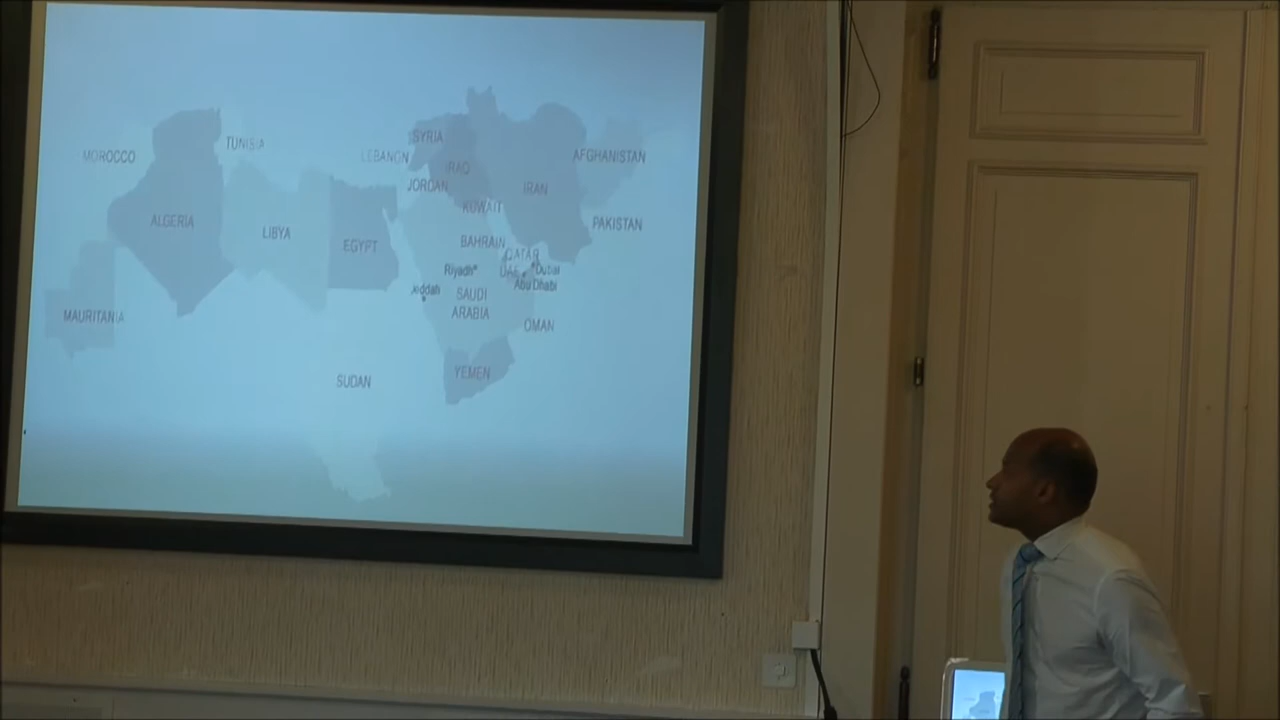 SYRIA
TUNISIA
MOROCCO
LEBANON
AFGHANISTAN
IRAQ
JORDAN
IRAN
KUWAIT
ALGERIA
PAKISTAN
LIBYA
EGYPT
BAHRAIN
QATAR
Riyadh
UAE
Dubai
Abu Dhabi
Jeddah
SAUDI
ARABIA
MAURITANIA
OMAN
YEMEN
SUDAN